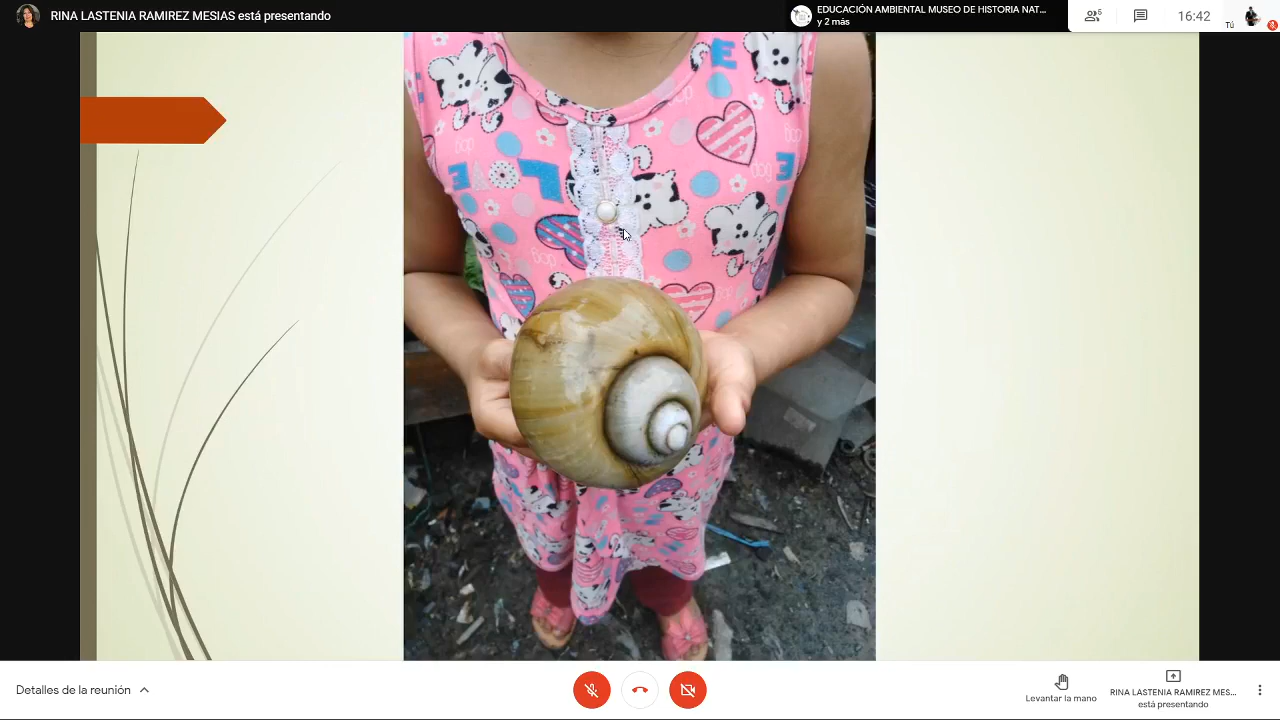 RINA LASTENIA RAMIREZ MESIAS está presentando
EDUCACIÓN AMBIENTAL MUSEO DE HISTORIA NAT...
y 2 más
5
16:42
Tú
Detalles de la reunión
Levantar la mano
RINA LASTENIA RAMIREZ MES...
está presentando